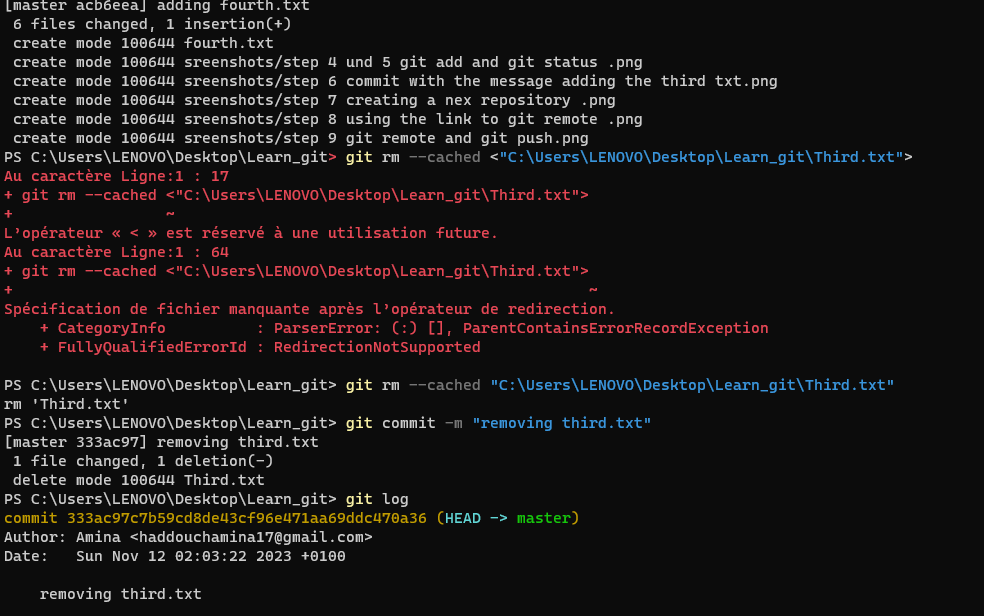 [master acb6eea] adding fourth.txt
 6 files changed, 1 insertion(+)
 create mode 100644 fourth.txt
 create mode 100644 sreenshots/step 4 und 5 git add and git status .png
 create mode 100644 sreenshots/step 6 commit with the message adding the third txt.png
 create mode 100644 sreenshots/step 7 creating a nex repository .png
 create mode 100644 sreenshots/step 8 using the link to git remote .png
 create mode 100644 sreenshots/step 9 git remote and git push.png
PS C:\Users\LENOVO\Desktop\Learn_git> git rm --cached <"C:\Users\LENOVO\Desktop\Learn_git\Third.txt">
Au caractère Ligne:1 : 17
+ git rm --cached <"C:\Users\LENOVO\Desktop\Learn_git\Third.txt">
+                 ~
L'opérateur « < » est réservé à une utilisation future.
Au caractère Ligne:1 : 64
+ git rm --cached <"C:\Users\LENOVO\Desktop\Learn_git\Third.txt">
+                                                                ~
Spécification de fichier manquante après l'opérateur de redirection.
    + CategoryInfo          : ParserError: (:) [], ParentContainsErrorRecordException
    + FullyQualifiedErrorId : RedirectionNotSupported

PS C:\Users\LENOVO\Desktop\Learn_git> git rm --cached "C:\Users\LENOVO\Desktop\Learn_git\Third.txt"
rm 'Third.txt'
PS C:\Users\LENOVO\Desktop\Learn_git> git commit -m "removing third.txt"
[master 333ac97] removing third.txt
 1 file changed, 1 deletion(-)
 delete mode 100644 Third.txt
PS C:\Users\LENOVO\Desktop\Learn_git> git log
commit 333ac97c7b59cd8de43cf96e471aa69ddc470a36 (HEAD -> master)
Author: Amina <haddouchamina17@gmail.com>
Date:   Sun Nov 12 02:03:22 2023 +0100

    removing third.txt